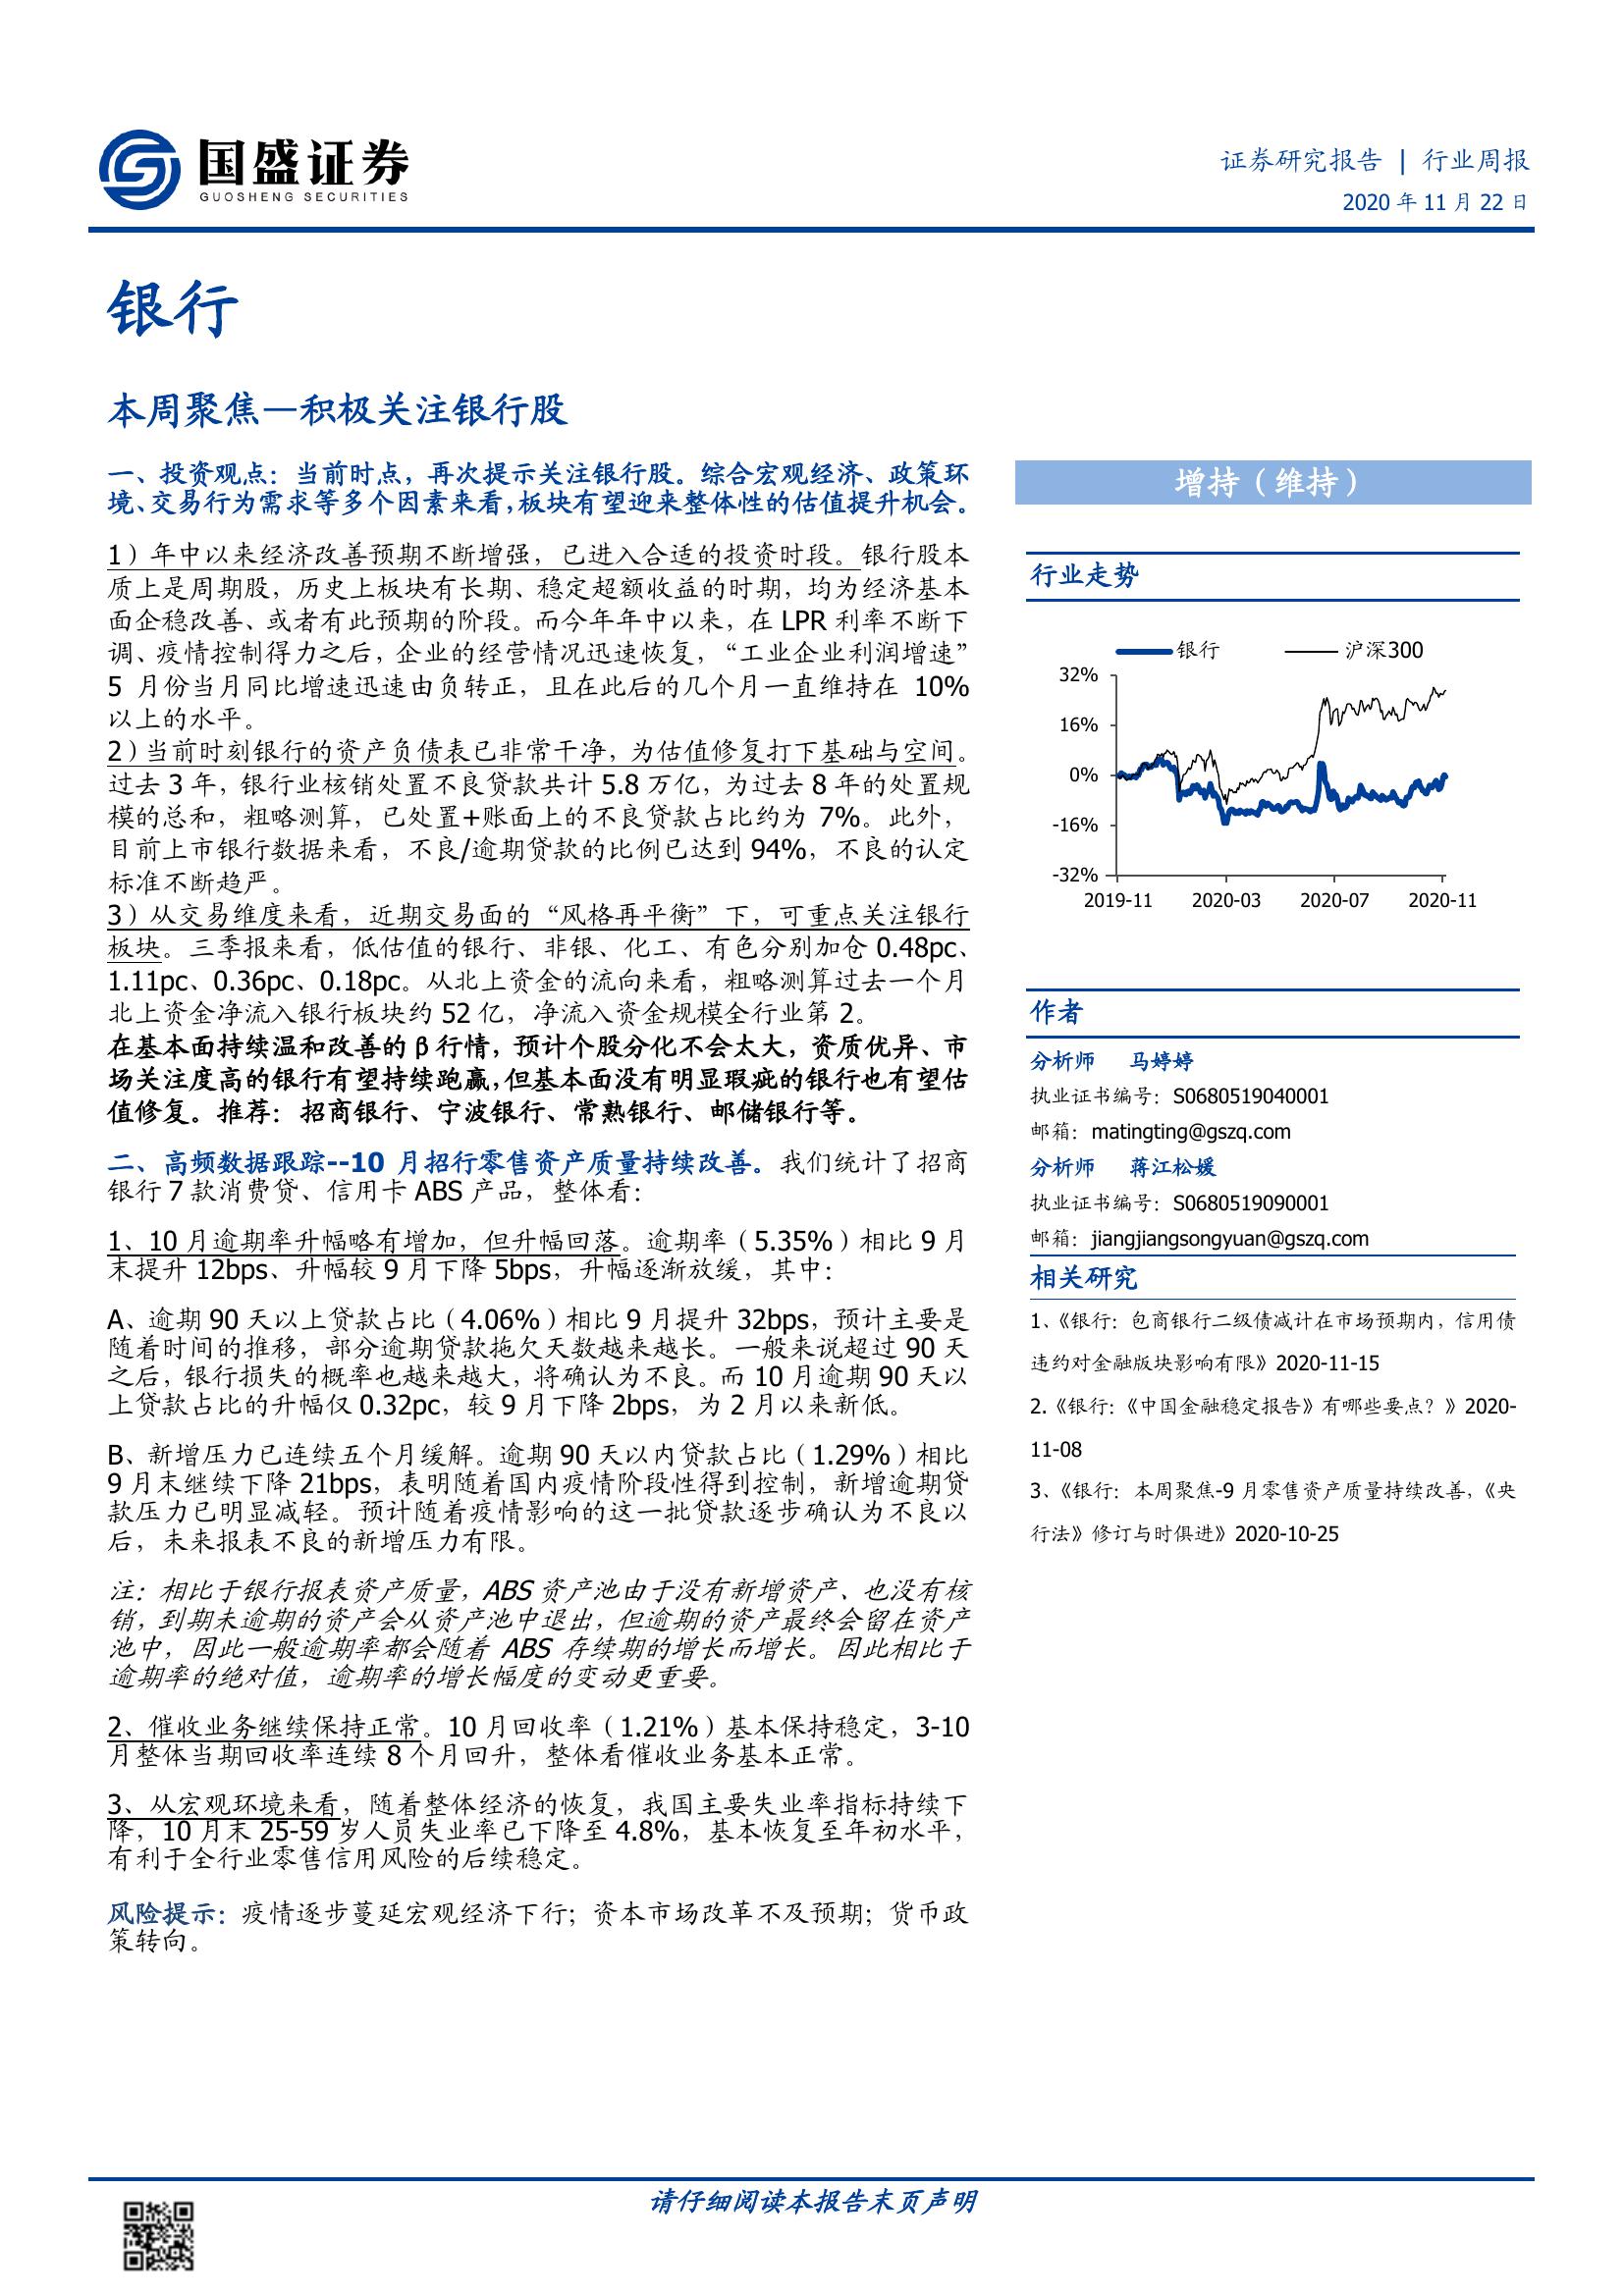 国盛证券
GUOSHENG SECURITIES
证券研究报告 | 行业周报
2020 年 11 月 22 日
银行
本周聚焦—积极关注银行股
一、投资观点：当前时点，再次提示关注银行股。综合宏观经济、政策环
境、交易行为需求等多个因素来看，板块有望迎来整体性的估值提升机会。
1）年中以来经济改善预期不断增强，已进入合适的投资时段。银行股本
质上是周期股，历史上板块有长期、稳定超额收益的时期，均为经济基本
面企稳改善、或者有此预期的阶段。而今年年中以来，在 LPR 利率不断下
调、疫情控制得力之后，企业的经营情况迅速恢复，“工业企业利润增速”
5 月份当月同比增速迅速由负转正，且在此后的几个月一直维持在 10%
以上的水平。
2）当前时刻银行的资产负债表已非常干净，为估值修复打下基础与空间。
过去 3 年，银行业核销处置不良贷款共计 5.8 万亿，为过去 8 年的处置规
模的总和，粗略测算，已处置+账面上的不良贷款占比约为 7%。此外，
目前上市银行数据来看，不良/逾期贷款的比例已达到 94%，不良的认定
标准不断趋严。
3）从交易维度来看，近期交易面的“风格再平衡”下，可重点关注银行
板块。三季报来看，低估值的银行、非银、化工、有色分别加仓 0.48pc、
1.11pc、0.36pc、0.18pc。从北上资金的流向来看，粗略测算过去一个月
北上资金净流入银行板块约 52 亿，净流入资金规模全行业第 2。
在基本面持续温和改善的 β 行情，预计个股分化不会太大，资质优异、市
场关注度高的银行有望持续跑赢，但基本面没有明显瑕疵的银行也有望估
值修复。推荐：招商银行、宁波银行、常熟银行、邮储银行等。
二、高频数据跟踪--10 月招行零售资产质量持续改善。我们统计了招商
银行 7 款消费贷、信用卡 ABS 产品，整体看：
1、10 月逾期率升幅略有增加，但升幅回落。逾期率（5.35%）相比 9 月
末提升 12bps、升幅较 9 月下降 5bps，升幅逐渐放缓，其中：
A、逾期 90 天以上贷款占比（4.06%）相比 9 月提升 32bps，预计主要是
随着时间的推移，部分逾期贷款拖欠天数越来越长。一般来说超过 90 天
之后，银行损失的概率也越来越大，将确认为不良。而 10 月逾期 90 天以
上贷款占比的升幅仅 0.32pc，较 9 月下降 2bps，为 2 月以来新低。
B、新增压力已连续五个月缓解。逾期 90 天以内贷款占比（1.29%）相比
9 月末继续下降 21bps，表明随着国内疫情阶段性得到控制，新增逾期贷
款压力已明显减轻。预计随着疫情影响的这一批贷款逐步确认为不良以
后，未来报表不良的新增压力有限。
注：相比于银行报表资产质量，ABS 资产池由于没有新增资产、也没有核
销，到期未逾期的资产会从资产池中退出，但逾期的资产最终会留在资产
池中，因此一般逾期率都会随着 ABS 存续期的增长而增长。因此相比于
逾期率的绝对值，逾期率的增长幅度的变动更重要。
2、催收业务继续保持正常。10 月回收率（1.21%）基本保持稳定，3-10
月整体当期回收率连续 8 个月回升，整体看催收业务基本正常。
3、从宏观环境来看，随着整体经济的恢复，我国主要失业率指标持续下
降，10 月末 25-59 岁人员失业率已下降至 4.8%，基本恢复至年初水平，
有利于全行业零售信用风险的后续稳定。
风险提示：疫情逐步蔓延宏观经济下行；资本市场改革不及预期；货币政
策转向。
增持（维持）
行业走势
银行 沪深300
32%
16%
0%
-16%
-32%
2019-11 2020-03 2020-07 2020-11
作者
分析师 马婷婷
执业证书编号：S0680519040001
邮箱：matingting@gszq.com
分析师 蒋江松媛
执业证书编号：S0680519090001
邮箱：jiangjiangsongyuan@gszq.com
相关研究
1、《银行：包商银行二级债减计在市场预期内，信用债
违约对金融版块影响有限》2020-11-15
2.《银行：《中国金融稳定报告》有哪些要点？》2020-
11-08
3、《银行：本周聚焦-9 月零售资产质量持续改善，《央
行法》修订与时俱进》2020-10-25
请仔细阅读本报告末页声明